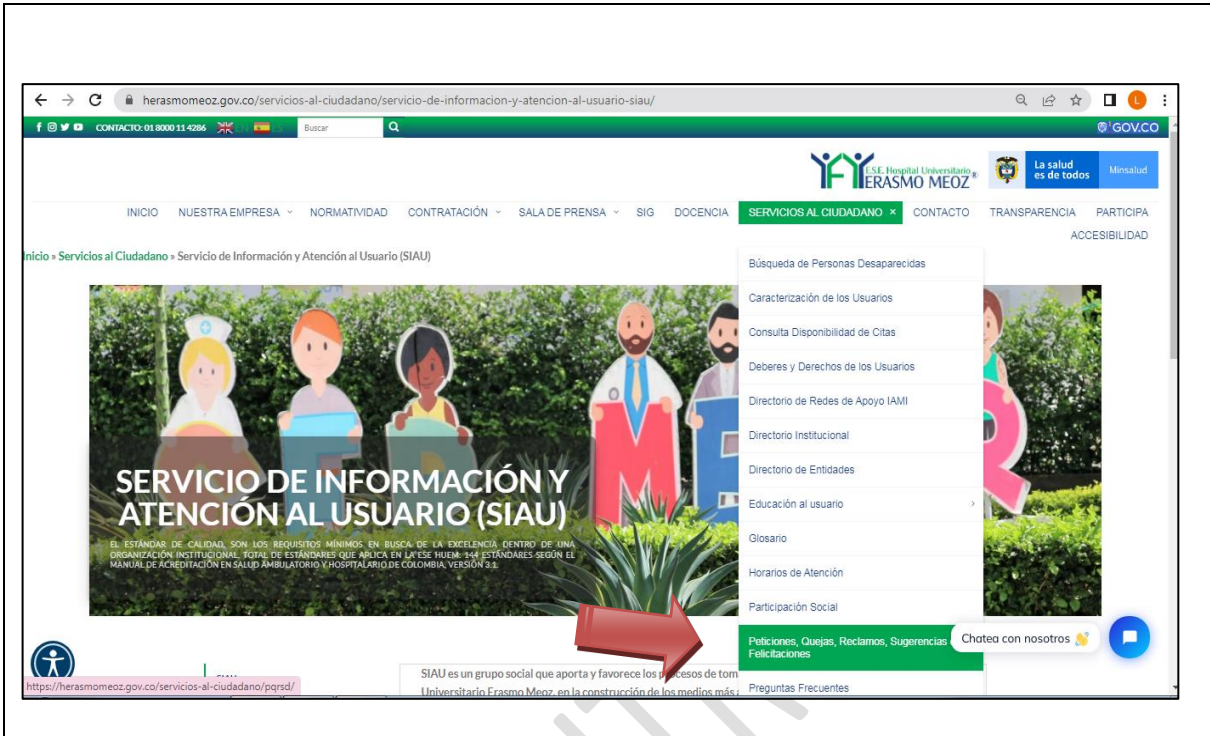 herasmomeoz.gov.co/servicios-al-ciudadano/servicio-de-informacion-y-atencion-al-usuario-siau/
CONTACTO: 01 8000 11 4286 EN ES Buscar GOV.CO
E.S.E. Hospital Universitario
ERASMO MEOZ
La salud
es de todos
Minsalud
INICIO NUESTRA EMPRESA NORMATIVIDAD CONTRATACIÓN SALA DE PRENSA SIG DOCENCIA SERVICIOS AL CIUDADANO × CONTACTO TRANSPARENCIA PARTICIPA
ACCESIBILIDAD
Inicio » Servicios al Ciudadano » Servicio de Información y Atención al Usuario (SIAU)
Búsqueda de Personas Desaparecidas
Caracterización de los Usuarios
Consulta Disponibilidad de Citas
Deberes y Derechos de los Usuarios
Directorio de Redes de Apoyo IAMI
Directorio Institucional
Directorio de Entidades
Educación al usuario
Glosario
Horarios de Atención
Participación Social
Peticiones, Quejas, Reclamos, Sugerencias
Felicitaciones
Preguntas Frecuentes
SERVICIO DE INFORMACIÓN Y
ATENCIÓN AL USUARIO (SIAU)
EL ESTÁNDAR DE CALIDAD, SON LOS REQUISITOS MÍNIMOS EN BUSCA DE LA EXCELENCIA DENTRO DE UNA
ORGANIZACIÓN INSTITUCIONAL, TOTAL DE ESTÁNDARES QUE APLICA EN LA ESE HUEM: 144 ESTÁNDARES SEGÚN EL
MANUAL DE ACREDITACIÓN EN SALUD AMBULATORIO Y HOSPITALARIO DE COLOMBIA, VERSIÓN 3.1.
Chatea con nosotros
SIAU es un grupo social que aporta y favorece los procesos de tom
Universitario Erasmo Meoz, en la construcción de los medios más
https://herasmomeoz.gov.co/servicios-al-ciudadano/pqrsd/